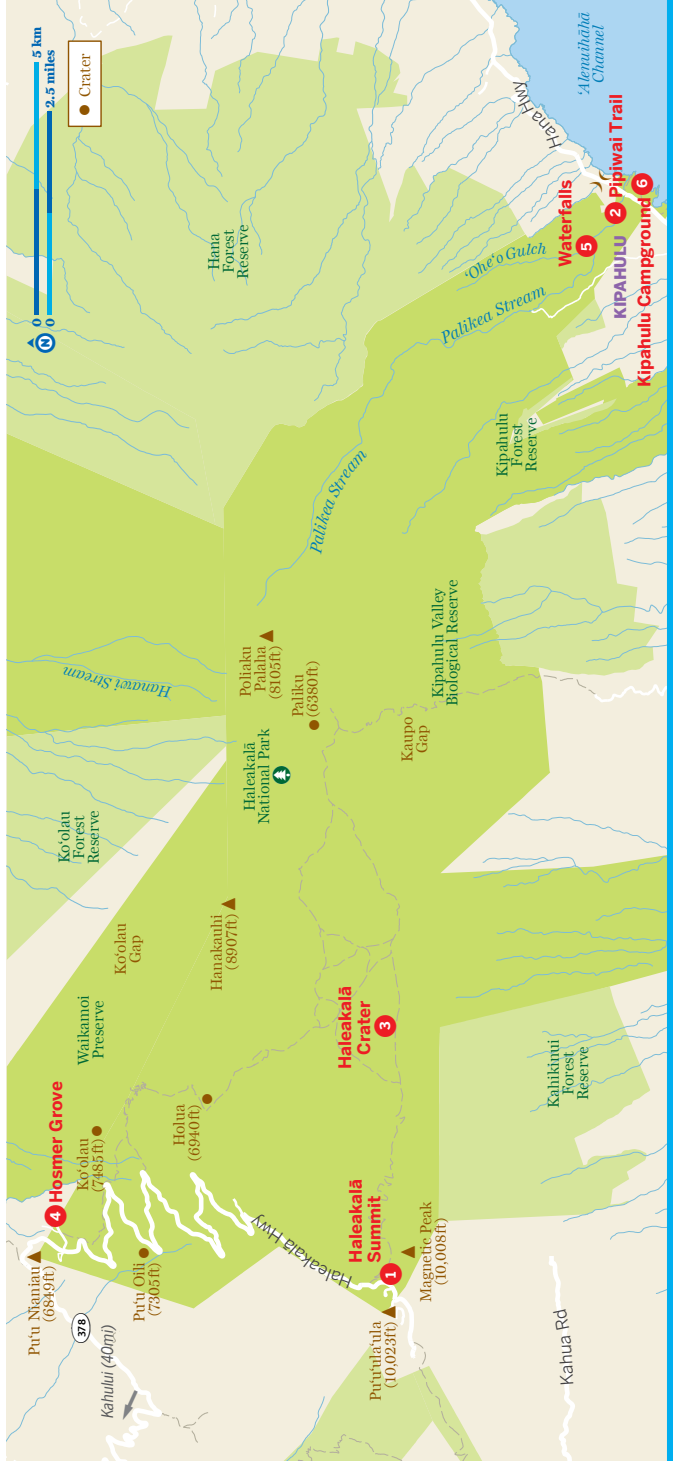 Pu‘u Nianiau
(6849ft)
4 Hosmer Grove
N 0 5 km
0 2.5 miles
Crater
378
Kahului (40mi)
Ko‘olau
(7485ft)
Pu‘u Oili
(7305ft)
Waikamoi
Preserve
Ko‘olau
Gap
Ko‘olau
Forest
Reserve
Hanawi Stream
Hana
Forest
Reserve
Holua
(6940ft)
Hanakauhi
(8907ft)
Haleakalā
National Park
Poliaku
Palaha
(8105ft)
Paliku
(6380ft)
Palikea Stream
Haleakalā Hwy
Haleakalā
Summit
1
Pu‘u‘ula‘ula
(10,023ft)
Magnetic Peak
(10,008ft)
Haleakalā
Crater
3
Kaupo
Gap
Kipahulu Valley
Biological Reserve
Palikea Stream
‘Ohe‘o Gulch
Hana Hwy
‘Alenuihāhā
Channel
Kipahulu
Forest
Reserve
Kahikinui
Forest
Reserve
Kahua Rd
Waterfalls
5
2 Pipiwai Trail
KIPAHULU
Kipahulu Campground 6